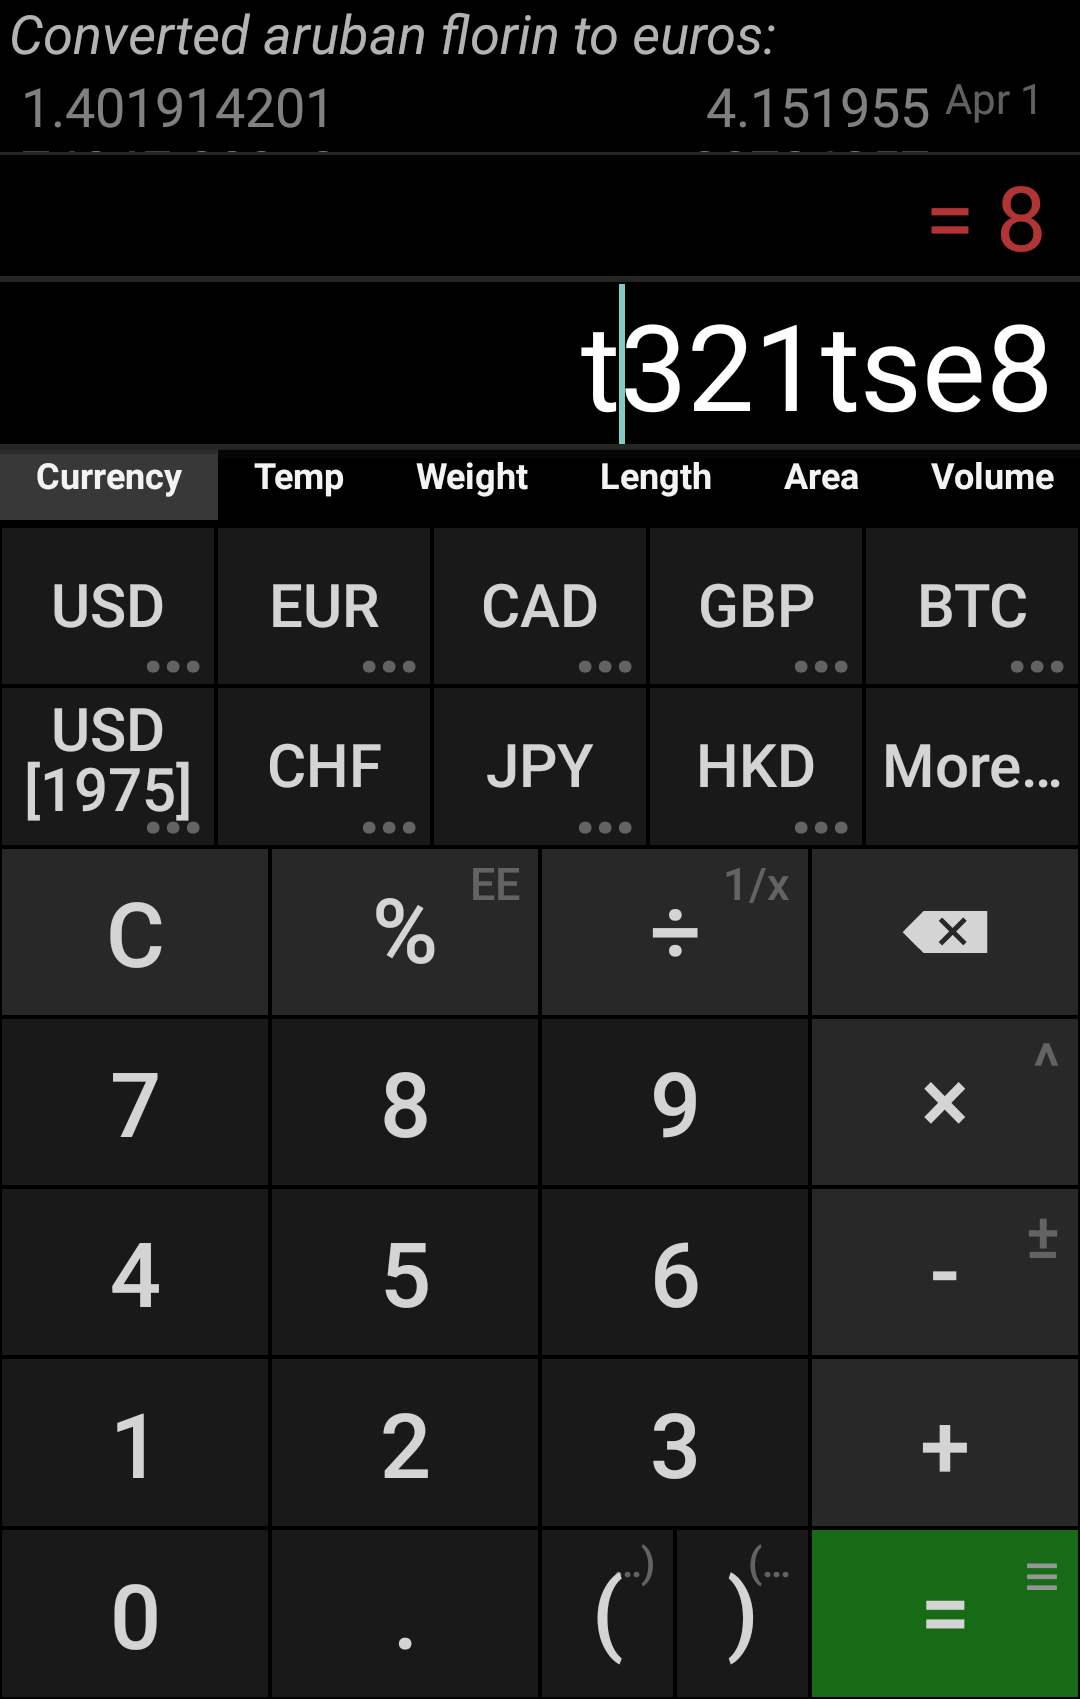 Converted aruban florin to euros:
1.401914201 4.151955 Apr 1
= 8
t321tse8
Currency Temp Weight Length Area Volume
USD EUR CAD GBP BTC
USD [1975] CHF JPY HKD More...
C % EE ÷ 1/x
7 8 9 × ^
4 5 6 - ±
1 2 3 +
0 . ( ..) ) (... =